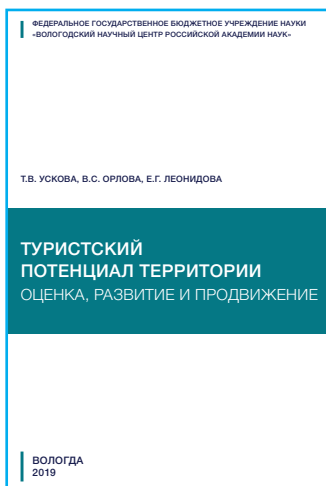 ФЕДЕРАЛЬНОЕ ГОСУДАРСТВЕННОЕ БЮДЖЕТНОЕ УЧРЕЖДЕНИЕ НАУКИ
«ВОЛОГОДСКИЙ НАУЧНЫЙ ЦЕНТР РОССИЙСКОЙ АКАДЕМИИ НАУК»
Т.В. УСКОВА, В.С. ОРЛОВА, Е.Г. ЛЕОНИДОВА
ТУРИСТСКИЙ
ПОТЕНЦИАЛ ТЕРРИТОРИИ
ОЦЕНКА, РАЗВИТИЕ И ПРОДВИЖЕНИЕ
ВОЛОГДА
2019